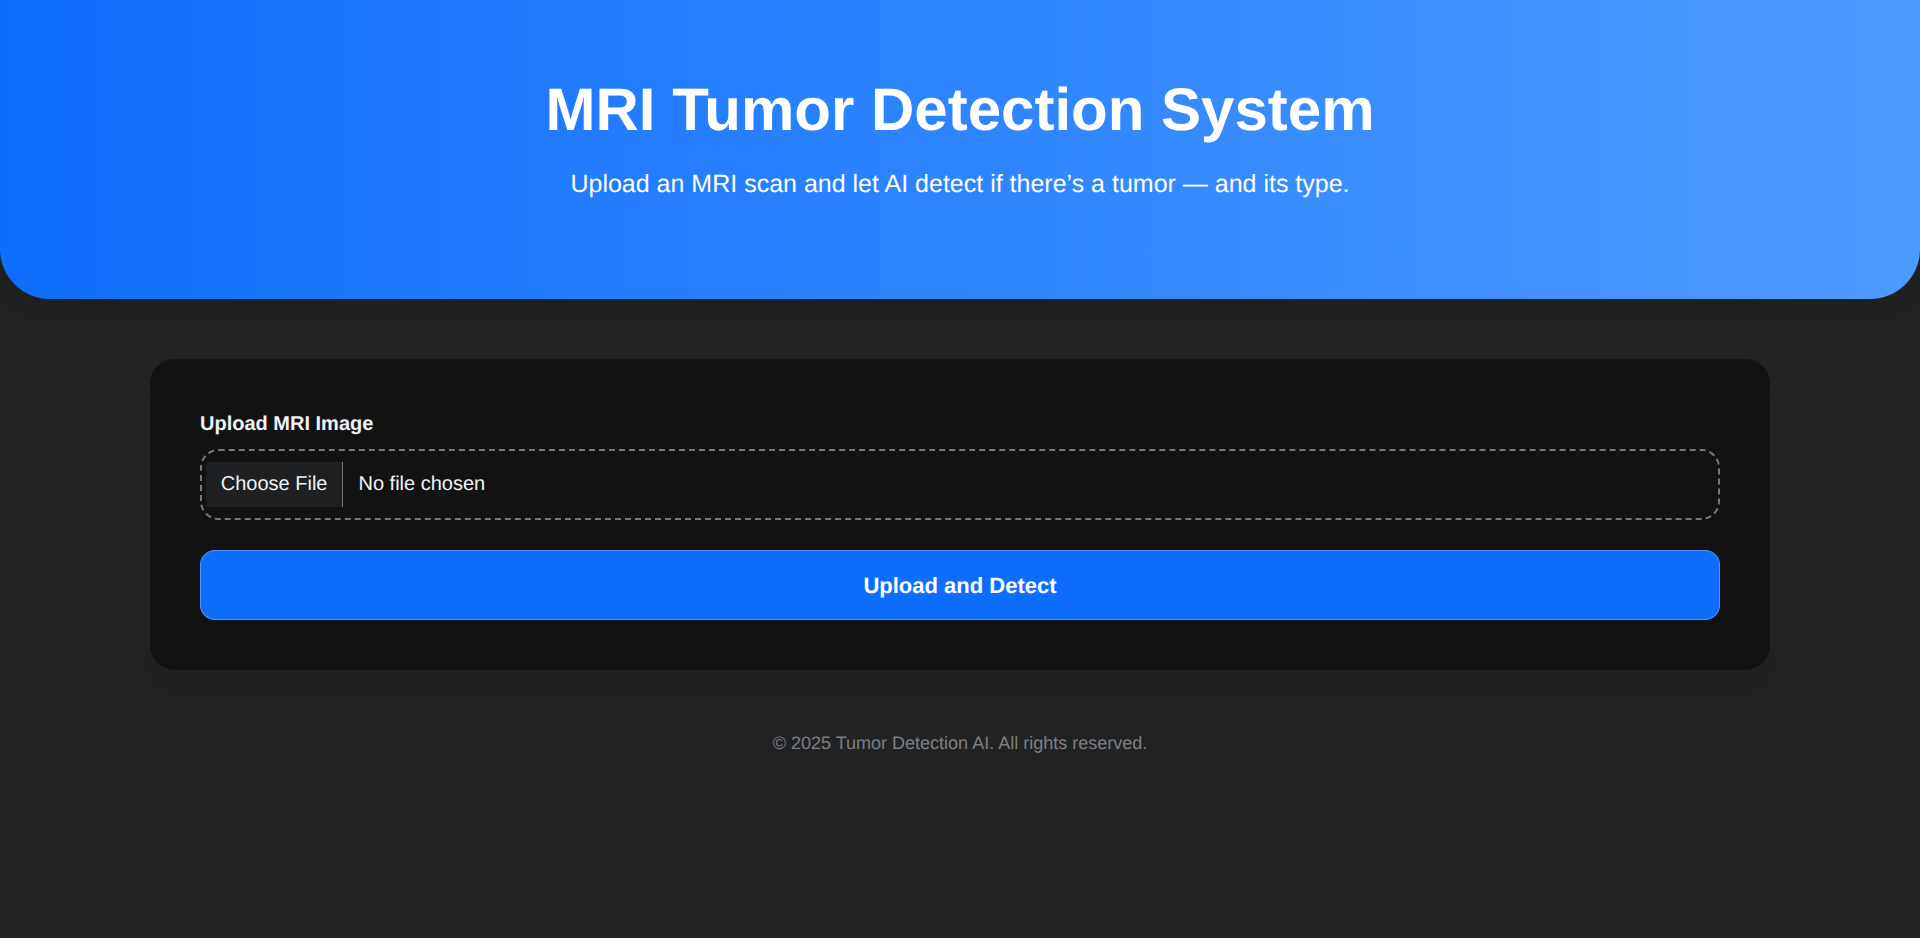 MRI Tumor Detection System
Upload an MRI scan and let AI detect if there’s a tumor — and its type.
Upload MRI Image
Choose File No file chosen
Upload and Detect
© 2025 Tumor Detection AI. All rights reserved.